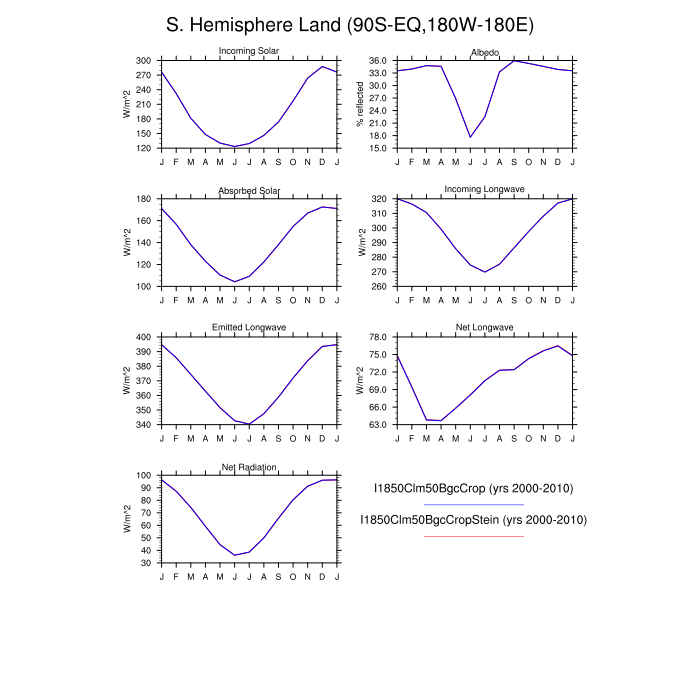 S. Hemisphere Land (90S-EQ,180W-180E)
Incoming Solar
W/m^2
300
270
240
210
180
150
120
J F M A M J J A S O N D J
Albedo
% reflected
36.0
33.0
30.0
27.0
24.0
21.0
18.0
15.0
J F M A M J J A S O N D J
Absorbed Solar
W/m^2
180
160
140
120
100
J F M A M J J A S O N D J
Incoming Longwave
W/m^2
320
310
300
290
280
270
260
J F M A M J J A S O N D J
Emitted Longwave
W/m^2
400
390
380
370
360
350
340
J F M A M J J A S O N D J
Net Longwave
W/m^2
78.0
75.0
72.0
69.0
66.0
63.0
J F M A M J J A S O N D J
Net Radiation
W/m^2
100
90
80
70
60
50
40
30
J F M A M J J A S O N D J
I1850Clm50BgcCrop (yrs 2000-2010)
I1850Clm50BgcCropStein (yrs 2000-2010)